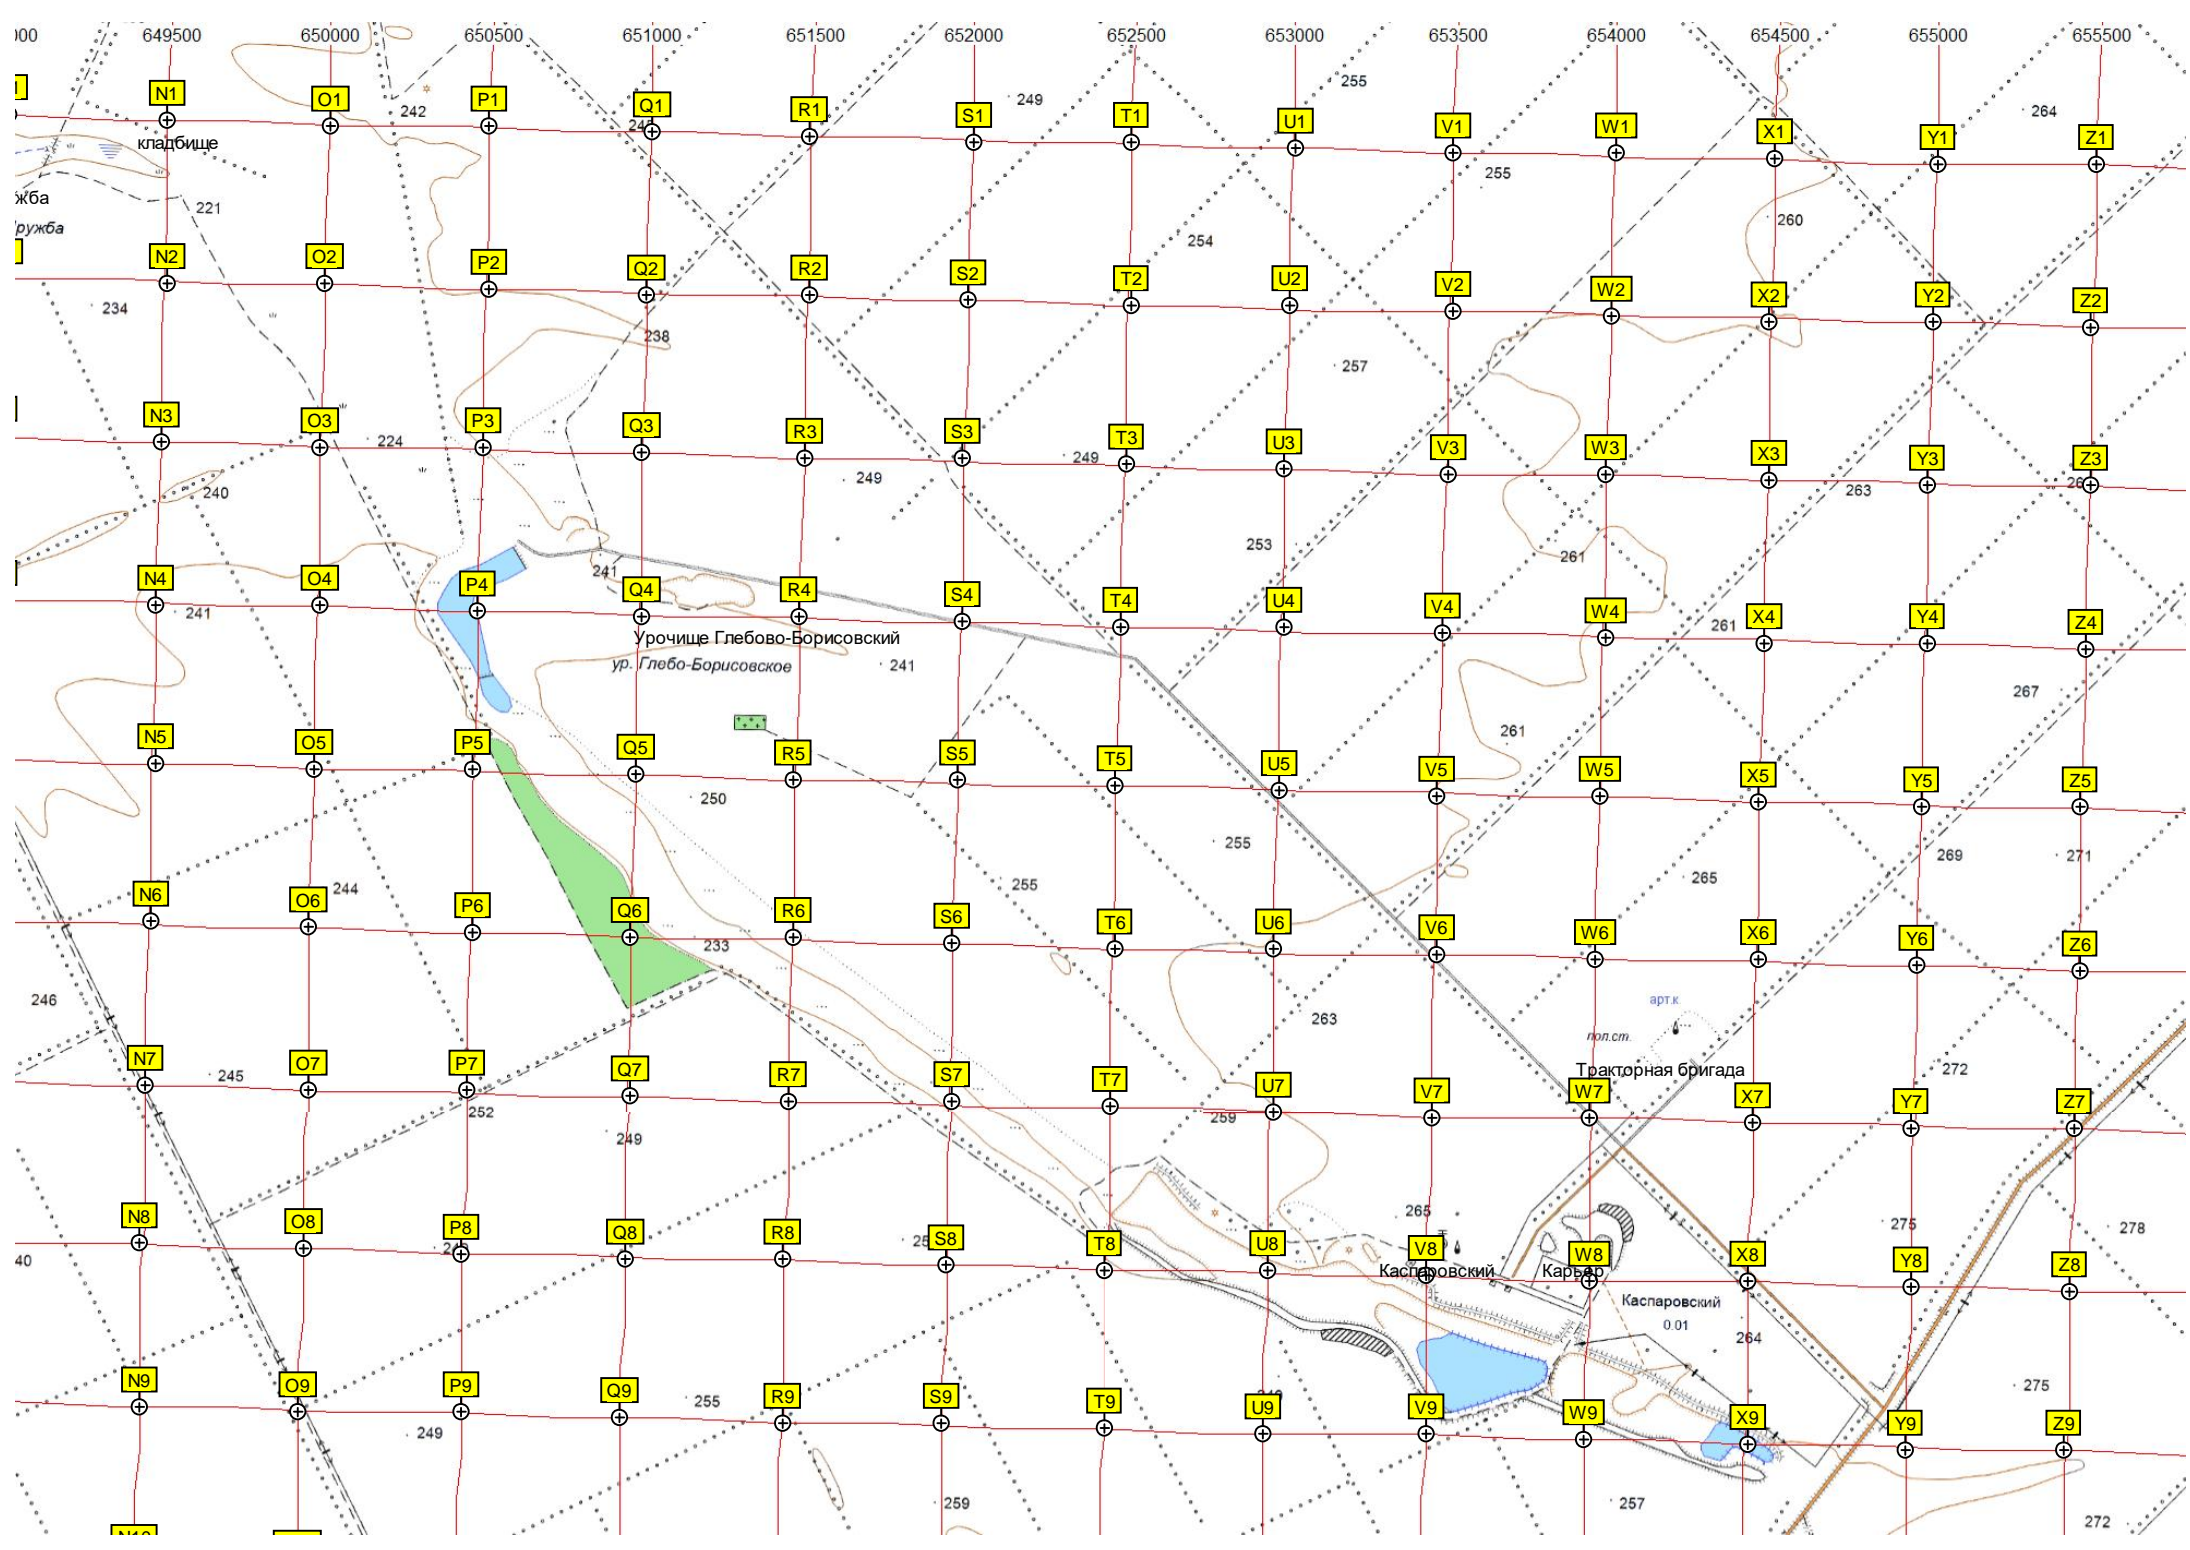 000 649500 650000 650500 651000 651500 652000 652500 653000 653500 654000 654500 655000 655500
255
N1 O1 P1 Q1 R1 S1 T1 U1 V1 W1 X1 Y1 Z1
242 249 264
кладбище
255
жба
221
260
ружба
254
N2 O2 P2 Q2 R2 S2 T2 U2 V2 W2 X2 Y2 Z2
234
238
257
N3 O3 P3 Q3 R3 S3 T3 U3 V3 W3 X3 Y3 Z3
224 249
240 249 263
253
261
241
N4 O4 P4 Q4 R4 S4 T4 U4 V4 W4 X4 Y4 Z4
241 261
Урочище Глебово-Борисовский
ур. Глебо-Борисовское 241
267
261
N5 O5 P5 Q5 R5 S5 T5 U5 V5 W5 X5 Y5 Z5
250
255 269 271
244 255 265
N6 O6 P6 Q6 R6 S6 T6 U6 V6 W6 X6 Y6 Z6
233
246 арт.к
263
пол.ст.
Тракторная бригада
245 272
N7 O7 P7 Q7 R7 S7 T7 U7 V7 W7 X7 Y7 Z7
252 259
249
265 275 278
N8 O8 P8 Q8 R8 S8 T8 U8 V8 W8 X8 Y8 Z8
40
Каспаровский Карьер
Каспаровский
0.01
264
N9 O9 P9 Q9 R9 S9 T9 U9 V9 W9 X9 Y9 Z9
255 275
249
259 257
272
N10